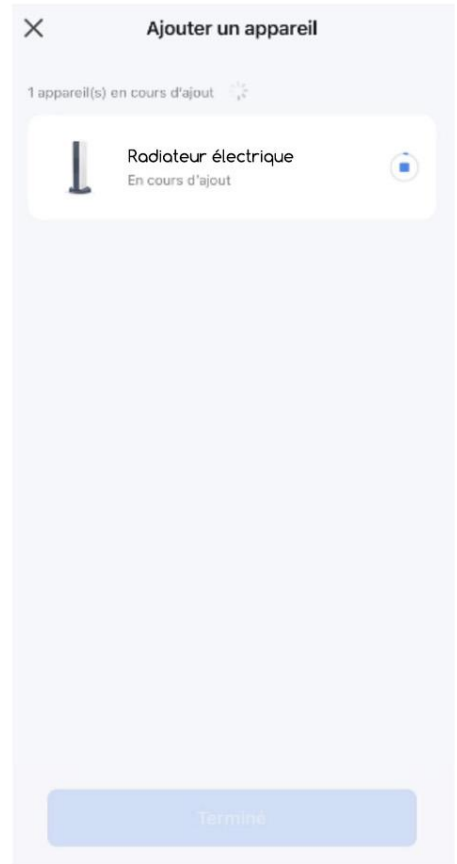 Ajouter un appareil
1 appareil(s) en cours d'ajout
Radiateur électrique
En cours d'ajout
Terminé